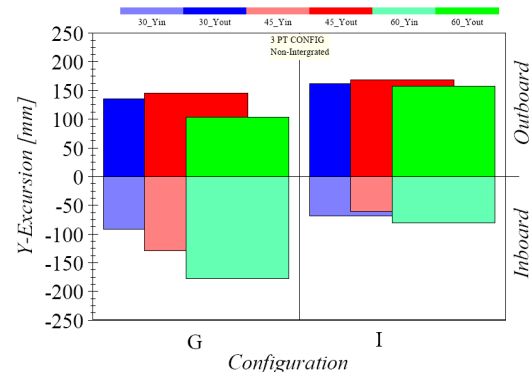 30_Yin 30_Yout 45_Yin 45_Yout 60_Yin 60_Yout
3 PT CONFIG
Non-Intergrated
250
200
150
100
50
0
-50
-100
-150
-200
-250
Y-Excursion [mm]
Outboard
Inboard
G I
Configuration